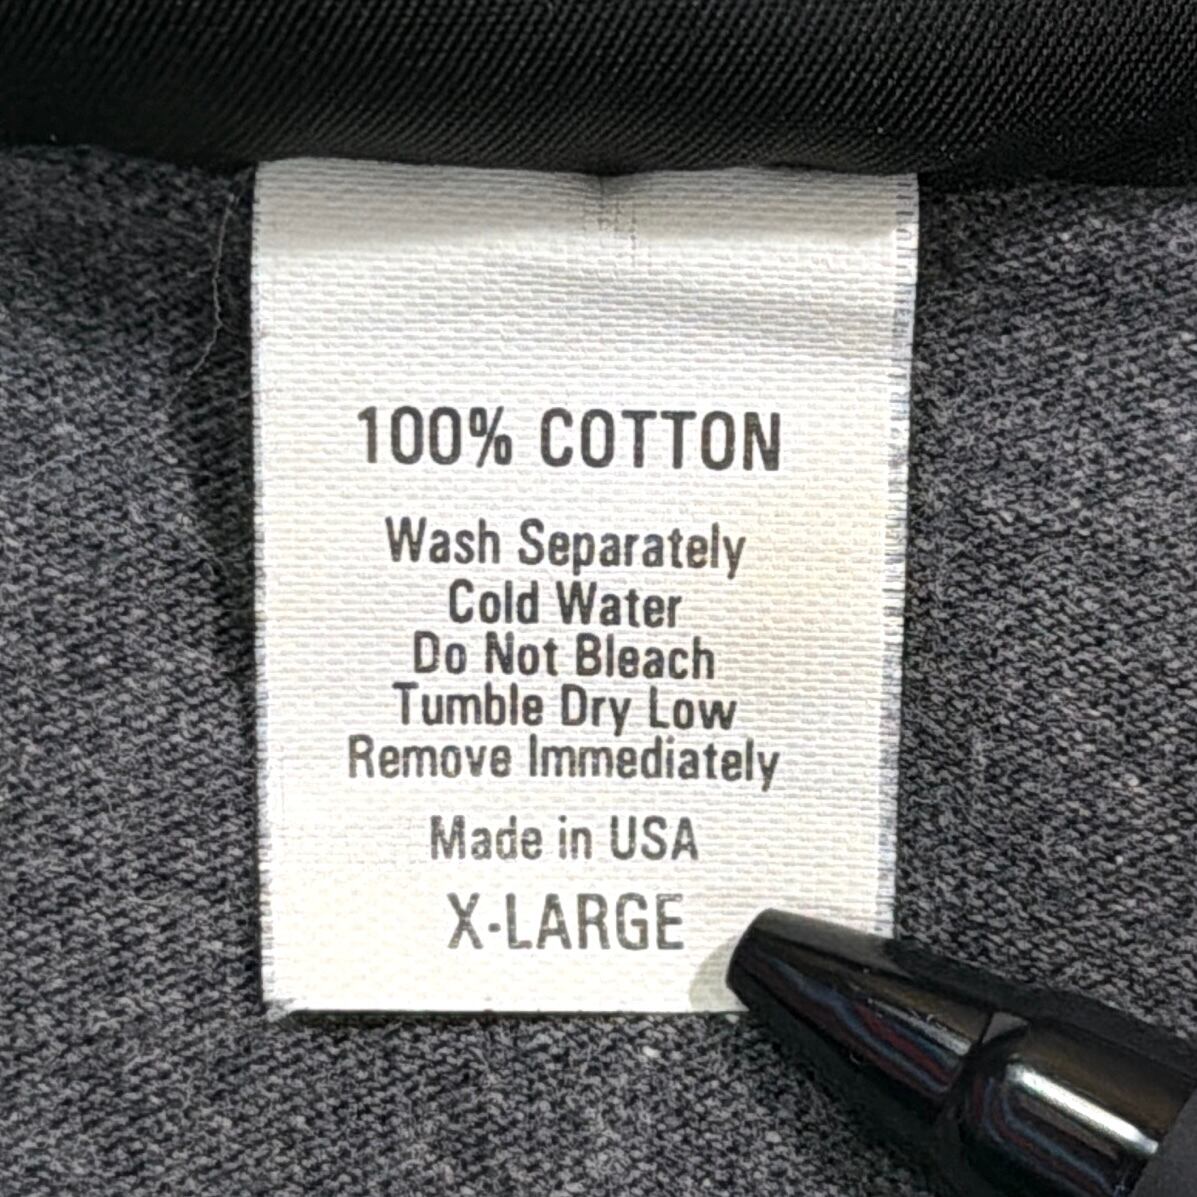 100% COTTON
Wash Separately
Cold Water
Do Not Bleach
Tumble Dry Low
Remove Immediately
Made in USA
X-LARGE